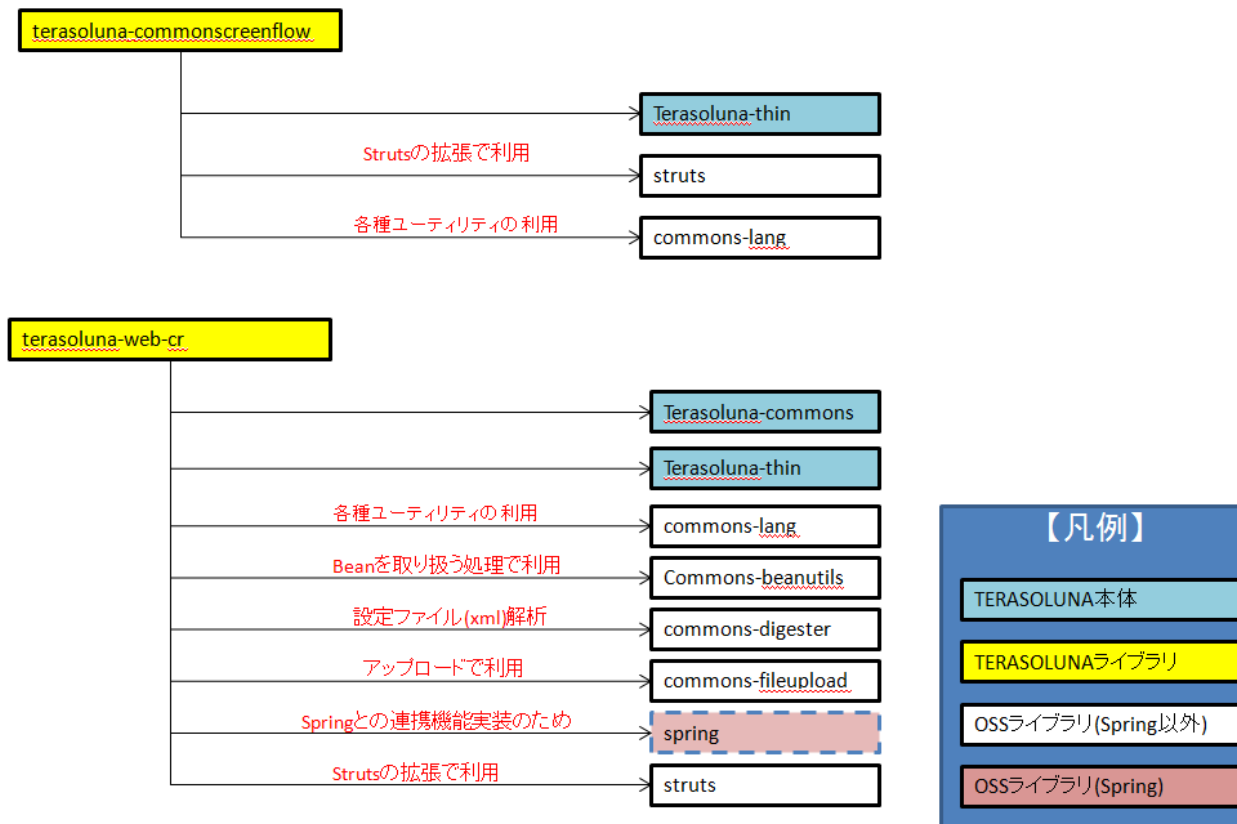 terasoluna-commonscreenflow
Terasoluna-thin
Strutsの拡張で利用
struts
各種ユーティリティの利用
commons-lang
terasoluna-web-cr
Terasoluna-commons
Terasoluna-thin
各種ユーティリティの利用
commons-lang
Beanを取り扱う処理で利用
Commons-beanutils
設定ファイル(xml)解析
commons-digester
アップロードで利用
commons-fileupload
Springとの連携機能実装のため
spring
Strutsの拡張で利用
struts
【凡例】
TERASOLUNA本体
TERASOLUNAライブラリ
OSSライブラリ(Spring以外)
OSSライブラリ(Spring)